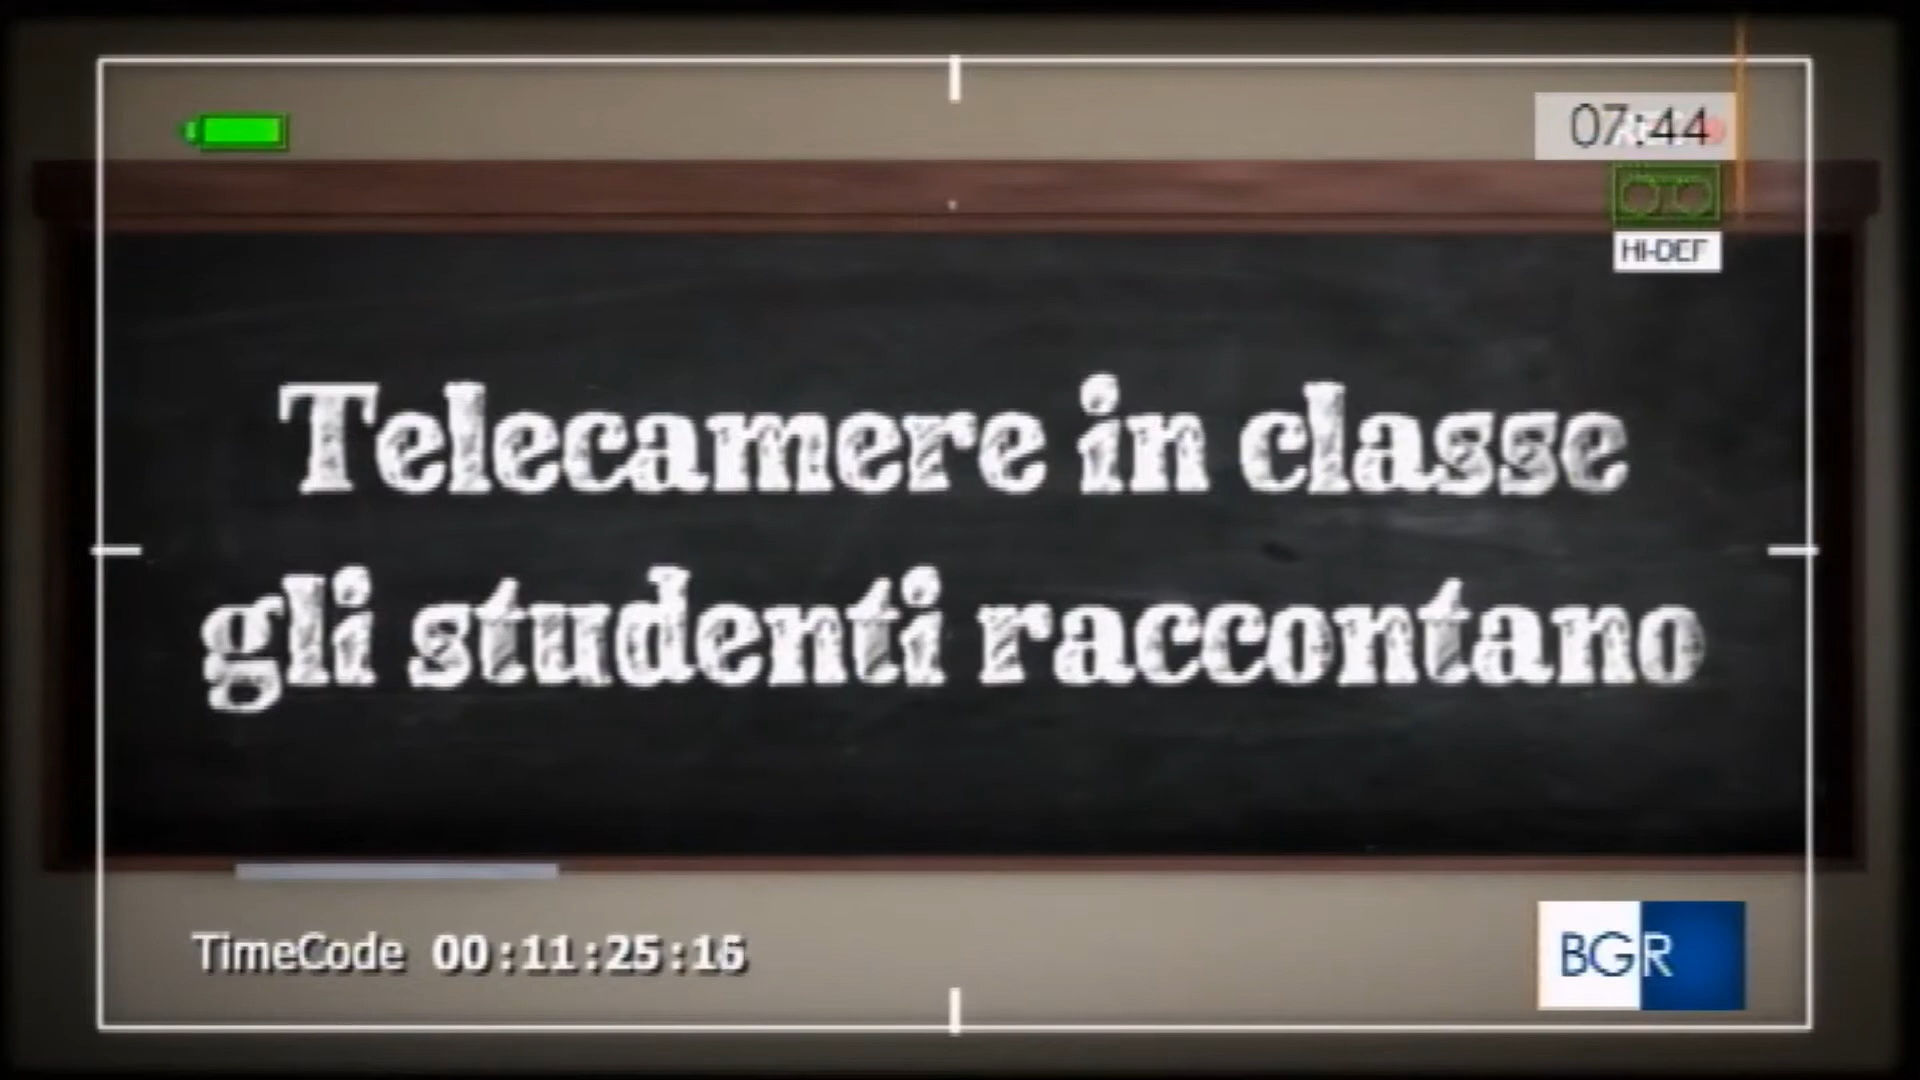 07:44
HI-DEF
Telecamere in classe
gli studenti raccontano
TimeCode 00:11:25:16
BGR